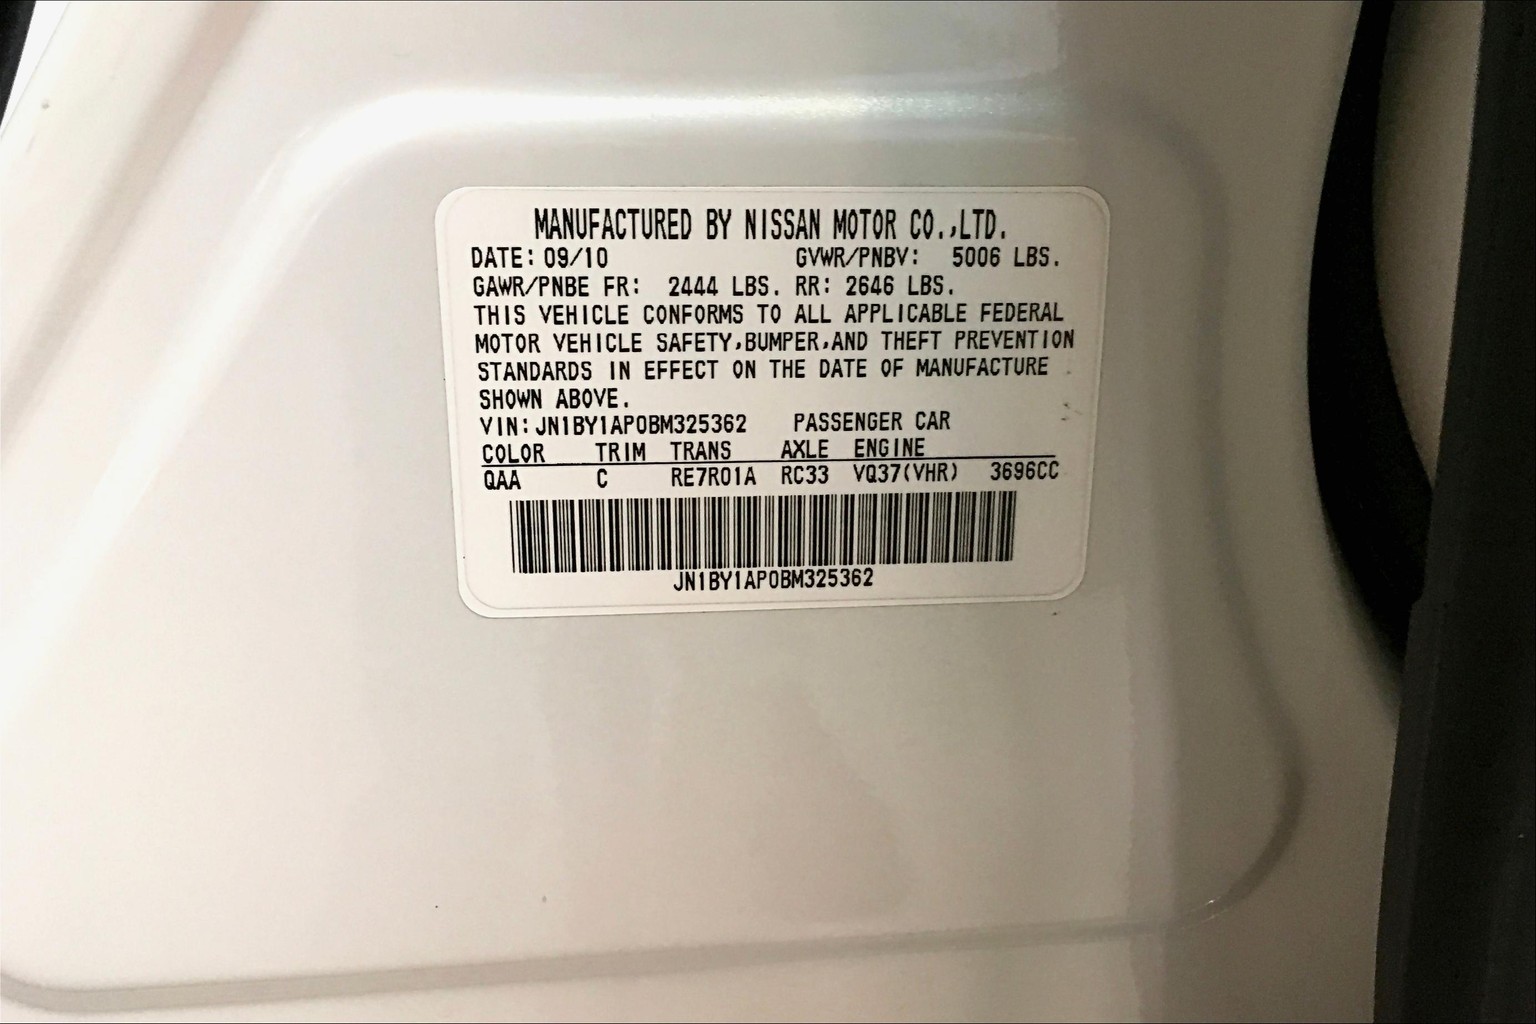 MANUFACTURED BY NISSAN MOTOR CO.,LTD.
DATE: 09/10 GVWR/PNBV: 5006 LBS.
GAWR/PNBE FR: 2444 LBS. RR: 2646 LBS.
THIS VEHICLE CONFORMS TO ALL APPLICABLE FEDERAL
MOTOR VEHICLE SAFETY,BUMPER,AND THEFT PREVENTION
STANDARDS IN EFFECT ON THE DATE OF MANUFACTURE
SHOWN ABOVE.
VIN: JN1BY1AP0BM325362 PASSENGER CAR
COLOR TRIM TRANS AXLE ENGINE
QAA C RE7R01A RC33 VQ37(VHR) 3696CC
JN1BY1AP0BM325362